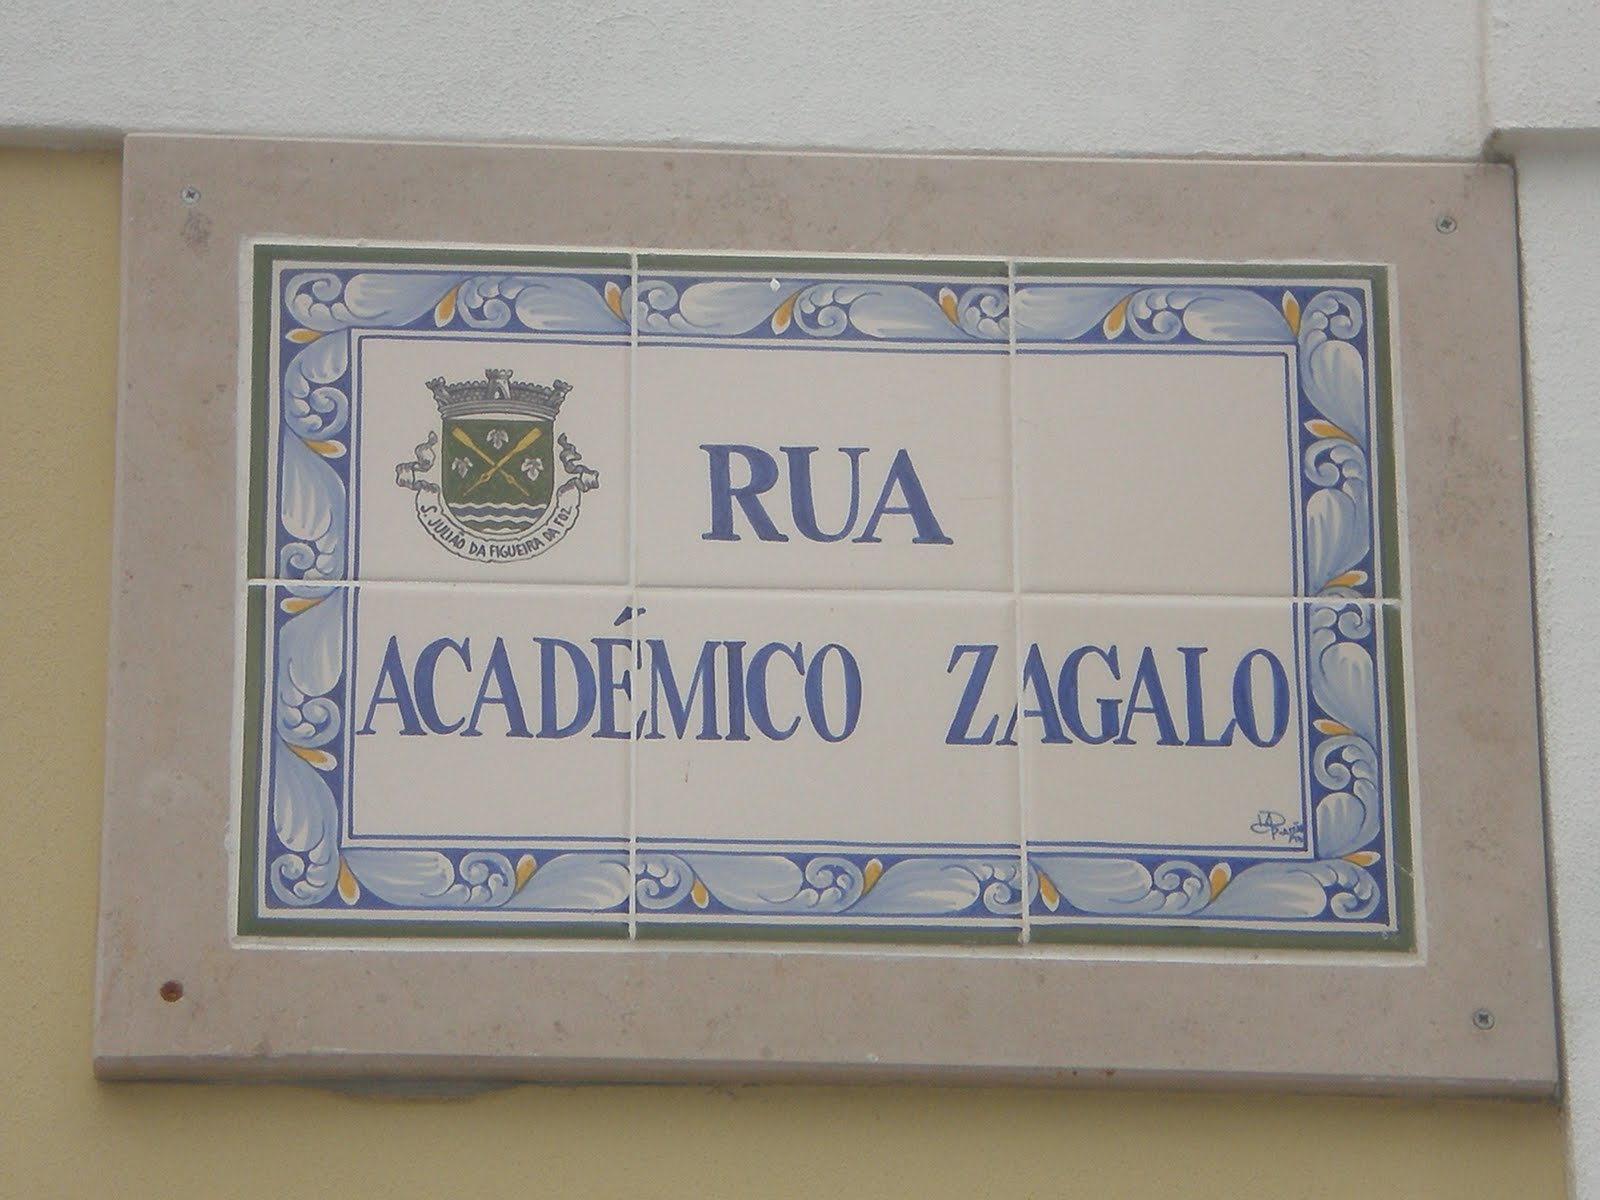 S. JULIÃO DA FIGUEIRA DA FOZ
RUA
ACADÉMICO ZAGALO